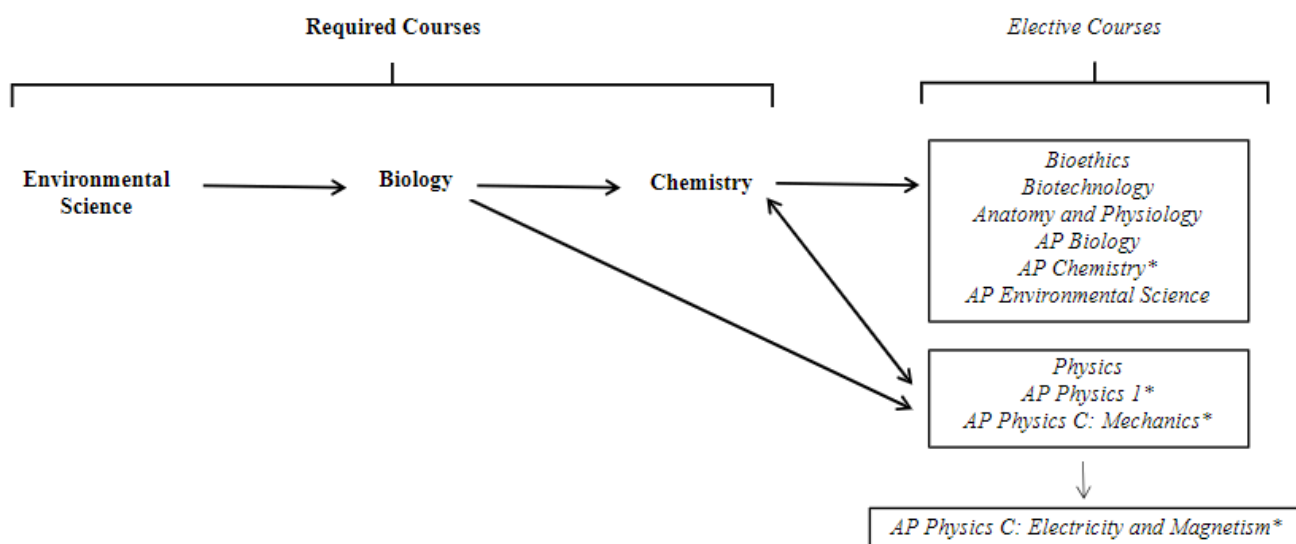 Required Courses
Elective Courses
Environmental
Science
Biology
Chemistry
Bioethics
Biotechnology
Anatomy and Physiology
AP Biology
AP Chemistry*
AP Environmental Science
Physics
AP Physics 1*
AP Physics C: Mechanics*
AP Physics C: Electricity and Magnetism*